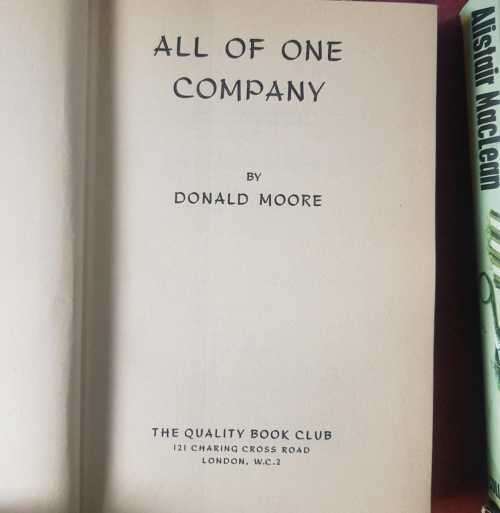 ALL OF ONE
COMPANY
BY
DONALD MOORE
THE QUALITY BOOK CLUB
121 CHARING CROSS ROAD
LONDON, W.C.2
Alistair MacLean